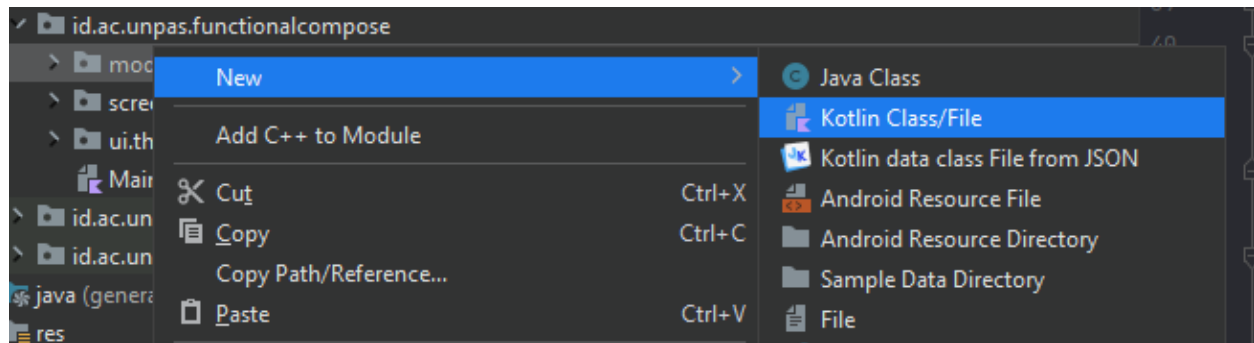 id.ac.unpas.functionalcompose
mod
scree
ui.th
Main
id.ac.un
id.ac.un
java (genera
res
New
Add C++ to Module
Cut
Ctrl+X
Copy
Ctrl+C
Copy Path/Reference...
Paste
Ctrl+V
Java Class
Kotlin Class/File
Kotlin data class File from JSON
Android Resource File
Android Resource Directory
Sample Data Directory
File